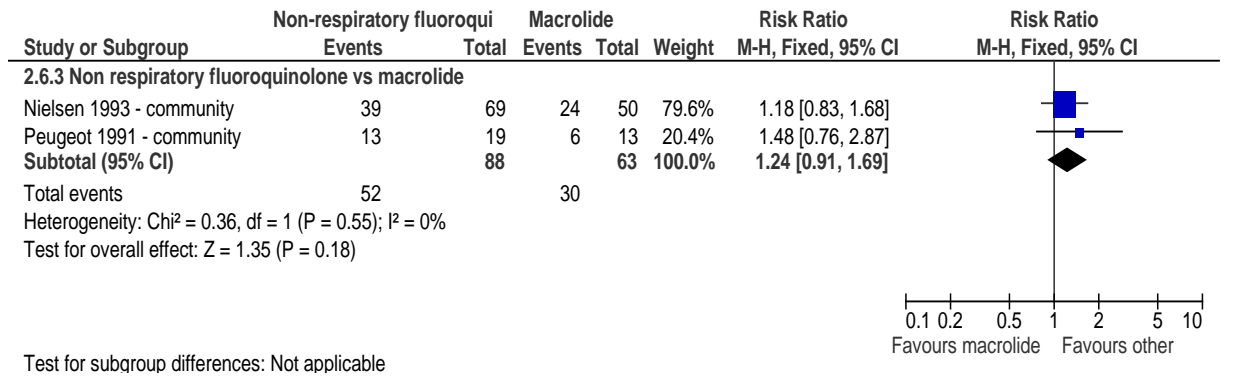 Non-respiratory fluoroqui Macrolide Risk Ratio Risk Ratio
Study or Subgroup Events Total Events Total Weight M-H, Fixed, 95% CI M-H, Fixed, 95% CI
2.6.3 Non respiratory fluoroquinolone vs macrolide
Nielsen 1993 - community 39 69 24 50 79.6% 1.18 [0.83, 1.68]
Peugeot 1991 - community 13 19 6 13 20.4% 1.48 [0.76, 2.87]
Subtotal (95% CI) 88 63 100.0% 1.24 [0.91, 1.69]
Total events 52 30
Heterogeneity: Chi² = 0.36, df = 1 (P = 0.55); I² = 0%
Test for overall effect: Z = 1.35 (P = 0.18)
0.1 0.2 0.5 1 2 5 10
Favours macrolide Favours other
Test for subgroup differences: Not applicable